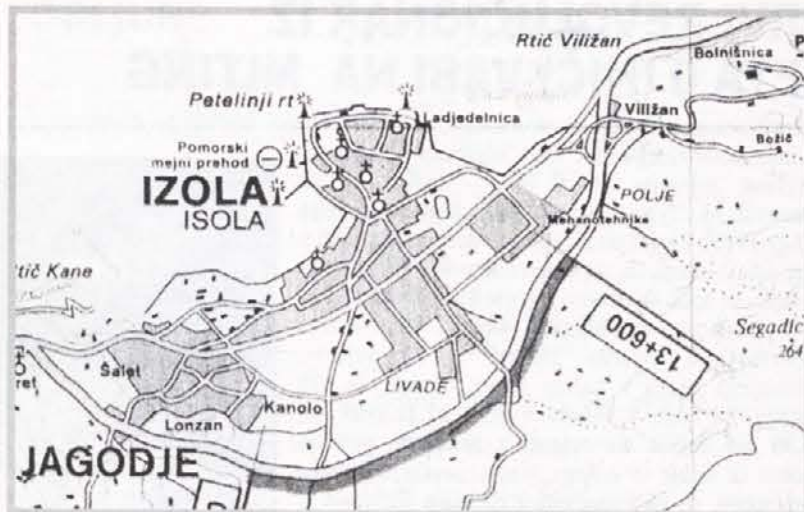 Rtič Viližan
Bolnišnica
P
Petelinji rt
Ladjedelnica
Viližan
Pomorski
mejni prehod
Božič
IZOLA
ISOLA
POLJE
Mehanotehnika
tič Kane
13+600
Segadic
264
Šalet
ret
LIVADE
Kanolo
Lonzan
JAGODJE